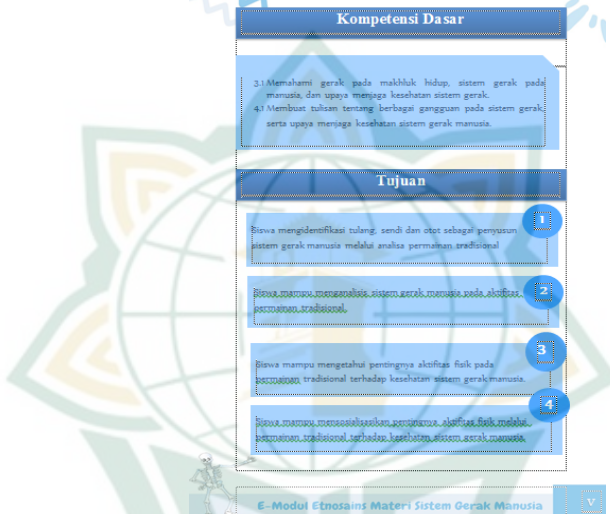 Kompetensi Dasar
3.1 Memahami gerak pada makhluk hidup, sistem gerak pada
manusia, dan upaya menjaga kesehatan sistem gerak.
4.1 Membuat tulisan tentang berbagai gangguan pada sistem gerak,
serta upaya menjaga kesehatan sistem gerak manusia.
Tujuan
1
Siswa mengidentifikasi tulang, sendi dan otot sebagai penyusun
sistem gerak manusia melalui analisa permainan tradisional
2
Siswa mampu menganalisis sistem gerak manusia pada aktifitas
permainan tradisional.
3
Siswa mampu mengetahui pentingnya aktifitas fisik pada
permainan tradisional terhadap kesehatan sistem gerak manusia.
4
Siswa mampu mensosialisasikan pentingnya aktifitas fisik melalui
permainan tradisional terhadap kesehatan sistem gerak manusia.
E-Modul Etnosains Materi Sistem Gerak Manusia
V